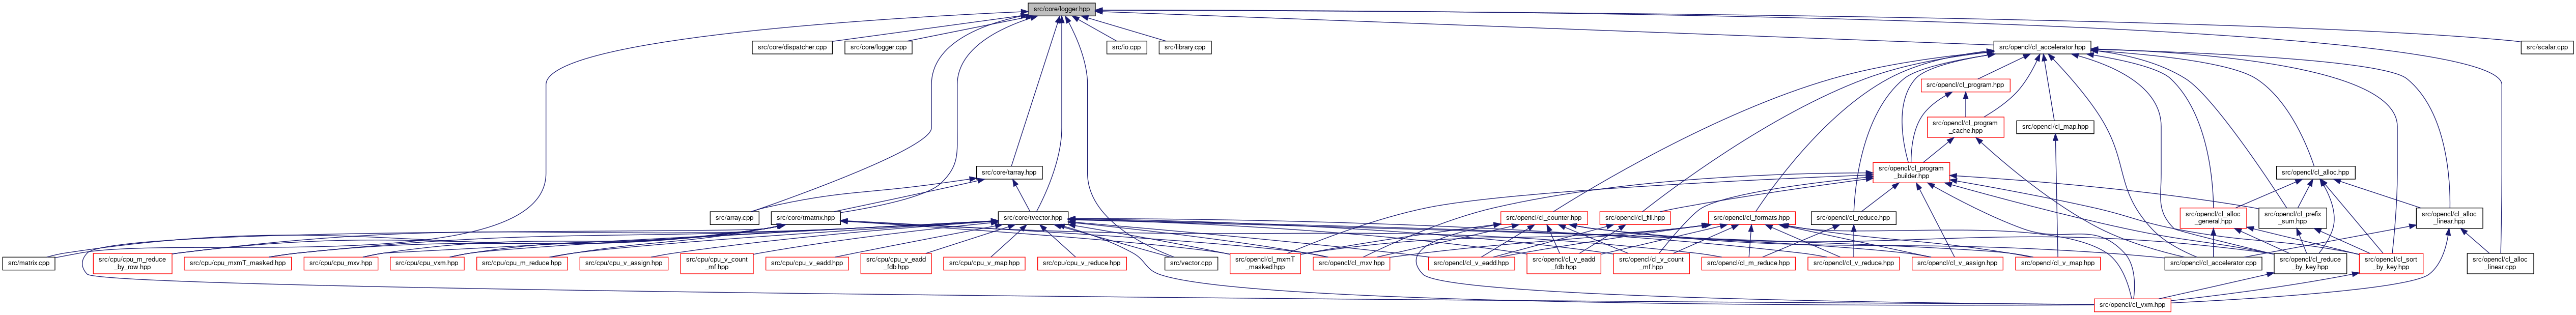 src/core/logger.hpp
src/core/dispatcher.cpp
src/core/logger.cpp
src/io.cpp
src/library.cpp
src/opencl/cl_accelerator.hpp
src/scalar.cpp
src/opencl/cl_program.hpp
src/opencl/cl_program
_cache.hpp
src/opencl/cl_map.hpp
src/core/tarray.hpp
src/opencl/cl_program
_builder.hpp
src/opencl/cl_alloc.hpp
src/array.cpp
src/core/tmatrix.hpp
src/core/tvector.hpp
src/opencl/cl_counter.hpp
src/opencl/cl_fill.hpp
src/opencl/cl_formats.hpp
src/opencl/cl_reduce.hpp
src/opencl/cl_alloc
_general.hpp
src/opencl/cl_prefix
_sum.hpp
src/opencl/cl_alloc
_linear.hpp
src/matrix.cpp
src/cpu/cpu_m_reduce
_by_row.hpp
src/cpu/cpu_mxmT_masked.hpp
src/cpu/cpu_mxv.hpp
src/cpu/cpu_vxm.hpp
src/cpu/cpu_m_reduce.hpp
src/cpu/cpu_v_assign.hpp
src/cpu/cpu_v_count
_mf.hpp
src/cpu/cpu_v_eadd.hpp
src/cpu/cpu_v_eadd
_fdb.hpp
src/cpu/cpu_v_map.hpp
src/cpu/cpu_v_reduce.hpp
src/vector.cpp
src/opencl/cl_mxmT
_masked.hpp
src/opencl/cl_mxv.hpp
src/opencl/cl_v_eadd.hpp
src/opencl/cl_v_eadd
_fdb.hpp
src/opencl/cl_v_count
_mf.hpp
src/opencl/cl_m_reduce.hpp
src/opencl/cl_v_reduce.hpp
src/opencl/cl_v_assign.hpp
src/opencl/cl_v_map.hpp
src/opencl/cl_accelerator.cpp
src/opencl/cl_reduce
_by_key.hpp
src/opencl/cl_sort
_by_key.hpp
src/opencl/cl_alloc
_linear.cpp
src/opencl/cl_vxm.hpp